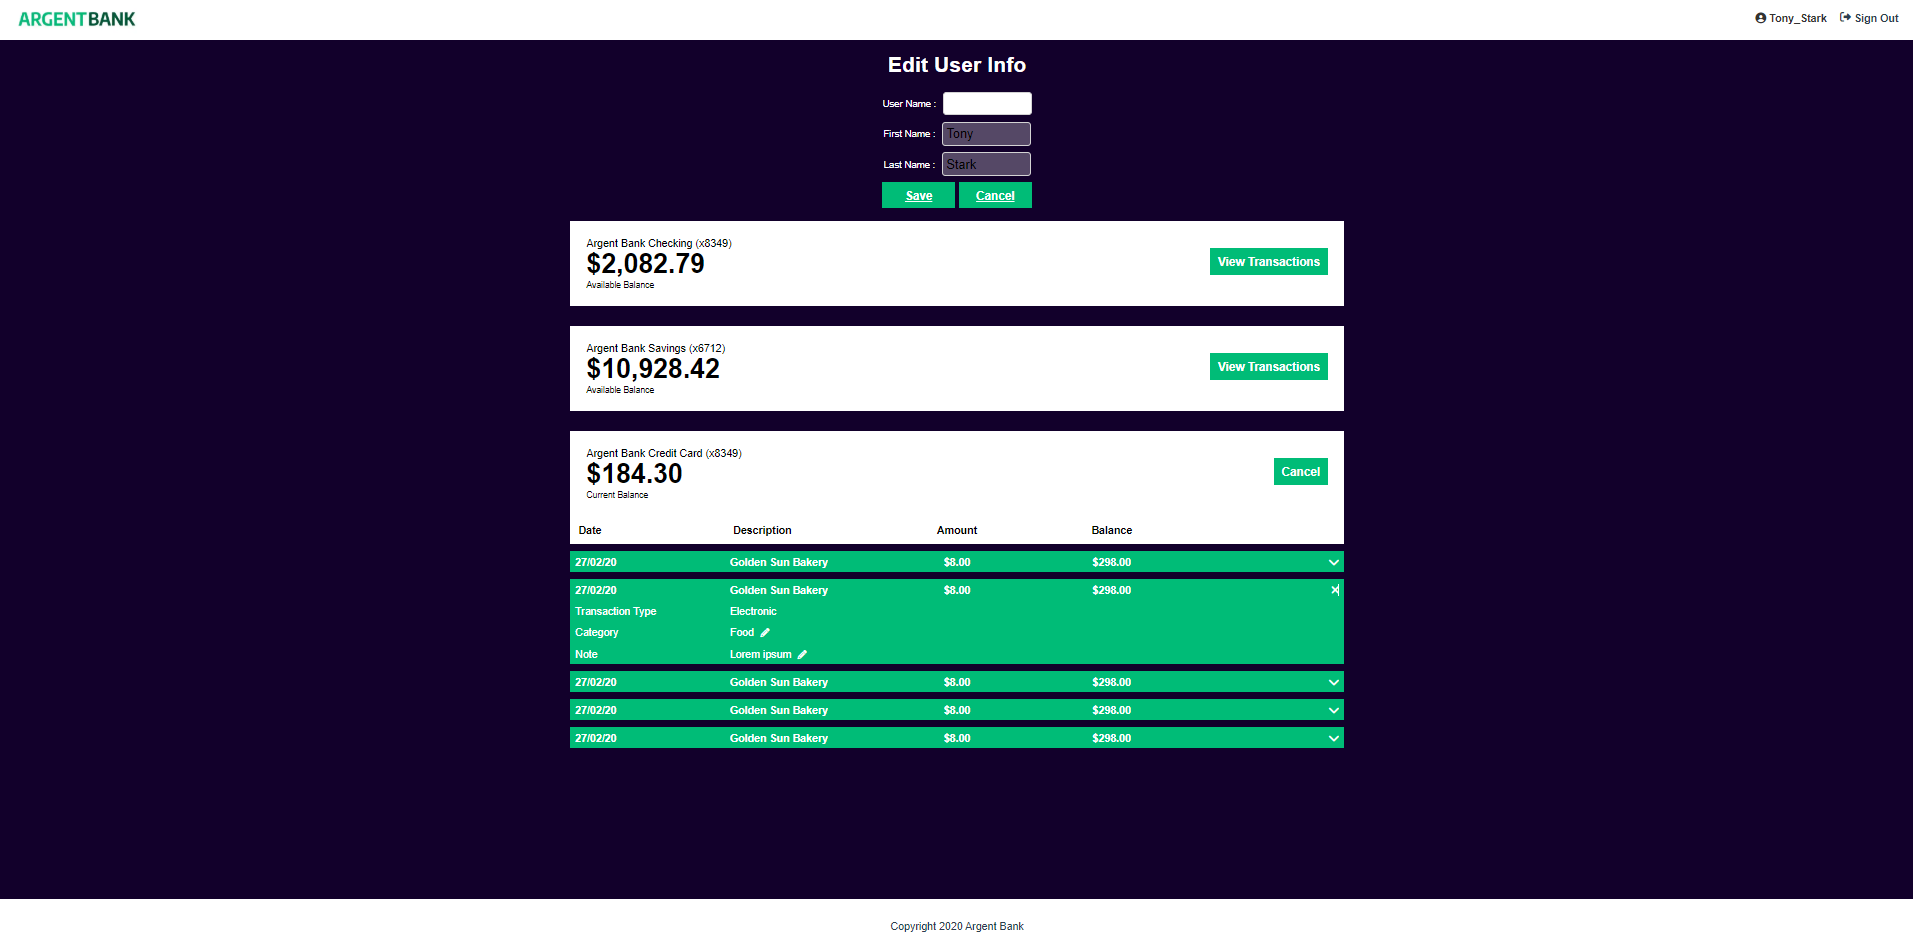 ARGENTBANK Tony_Stark Sign Out
Edit User Info
User Name :
First Name : Tony
Last Name : Stark
Save Cancel
Argent Bank Checking (x8349)
$2,082.79
Available Balance
View Transactions
Argent Bank Savings (x6712)
$10,928.42
Available Balance
View Transactions
Argent Bank Credit Card (x8349)
$184.30
Current Balance
Cancel
Date Description Amount Balance
27/02/20 Golden Sun Bakery $8.00 $298.00
27/02/20 Golden Sun Bakery $8.00 $298.00
Transaction Type Electronic
Category Food
Note Lorem ipsum
27/02/20 Golden Sun Bakery $8.00 $298.00
27/02/20 Golden Sun Bakery $8.00 $298.00
27/02/20 Golden Sun Bakery $8.00 $298.00
Copyright 2020 Argent Bank